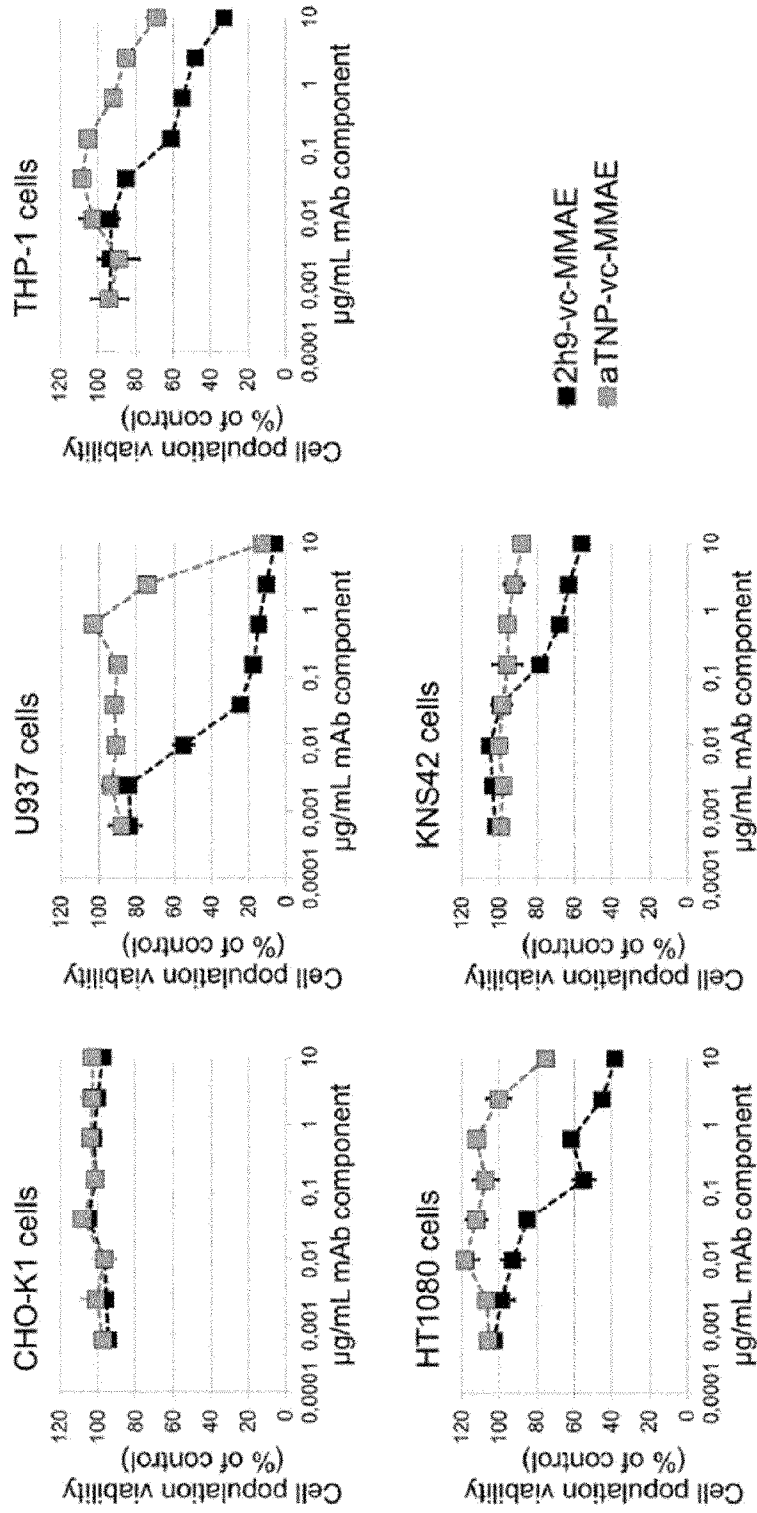 CHO-K1 cells
Cell population viability
(% of control)
120
100
80
60
40
20
0
0,0001
0,001
0,01
0,1
1
10
µg/mL mAb component
U937 cells
Cell population viability
(% of control)
120
100
80
60
40
20
0
0,0001
0,001
0,01
0,1
1
10
µg/mL mAb component
THP-1 cells
Cell population viability
(% of control)
120
100
80
60
40
20
0
0,0001
0,001
0,01
0,1
1
10
µg/mL mAb component
HT1080 cells
Cell population viability
(% of control)
120
100
80
60
40
20
0
0,0001
0,001
0,01
0,1
1
10
µg/mL mAb component
KNS42 cells
Cell population viability
(% of control)
120
100
80
60
40
20
0
0,0001
0,001
0,01
0,1
1
10
µg/mL mAb component
2h9-vc-MMAE
aTNP-vc-MMAE